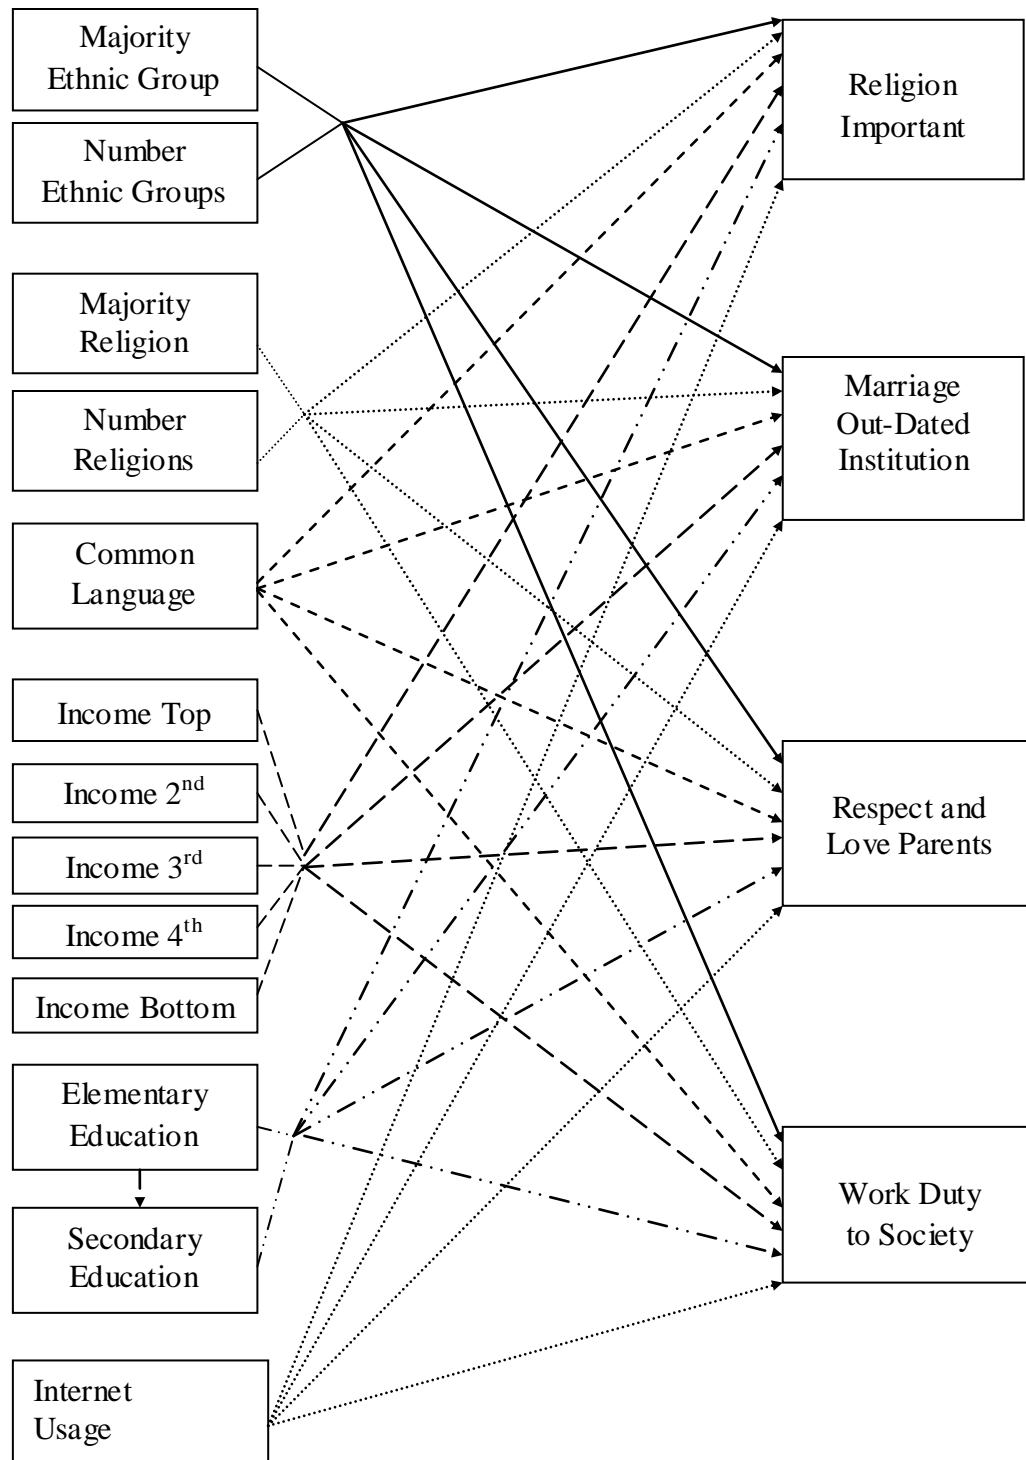 Majority
Ethnic Group
Number
Ethnic Groups
Majority
Religion
Number
Religions
Common
Language
Income Top
Income 2nd
Income 3rd
Income 4th
Income Bottom
Elementary
Education
Secondary
Education
Internet
Usage
Religion
Important
Marriage
Out-Dated
Institution
Respect and
Love Parents
Work Duty
to Society